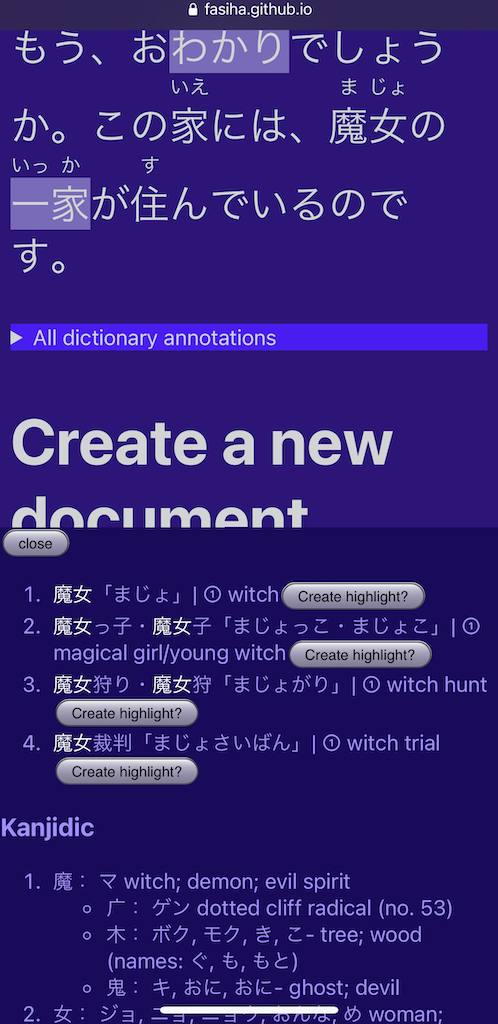 fasiha.github.io
もう、おわかりでしょう
いえ ま じょ
か。この家には、魔女の
いっ か す
一家が住んでいるので
す。
▶ All dictionary annotations
Create a new
document
close
1. 魔女「まじょ」| ① witch Create highlight?
2. 魔女っ子・魔女子「まじょっこ・まじょこ」| ①
magical girl/young witch Create highlight?
3. 魔女狩り・魔女狩「まじょがり」| ① witch hunt
Create highlight?
4. 魔女裁判「まじょさいばん」| ① witch trial
Create highlight?
Kanjidic
1. 魔： マ witch; demon; evil spirit
○ 广： ゲン dotted cliff radical (no. 53)
○ 木： ボク, モク, き, こ- tree; wood
(names: ぐ, も, もと)
○ 鬼： キ, おに, おに- ghost; devil
2. 女： ジョ, ニョ, ニョウ, おんな, め woman;